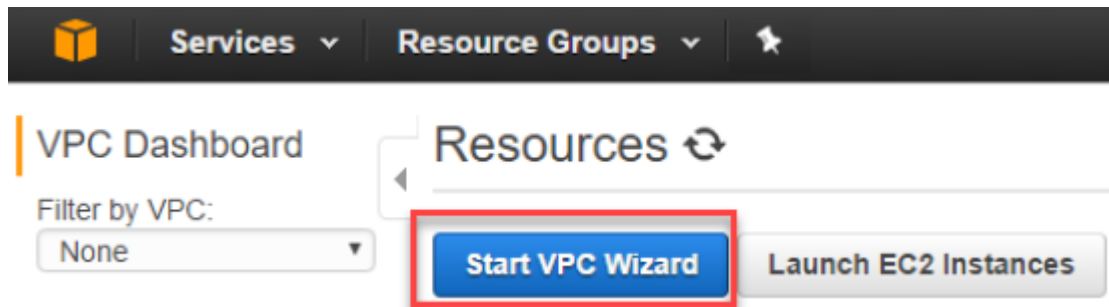 Services Resource Groups
VPC Dashboard
Resources
Filter by VPC:
None
Start VPC Wizard Launch EC2 Instances